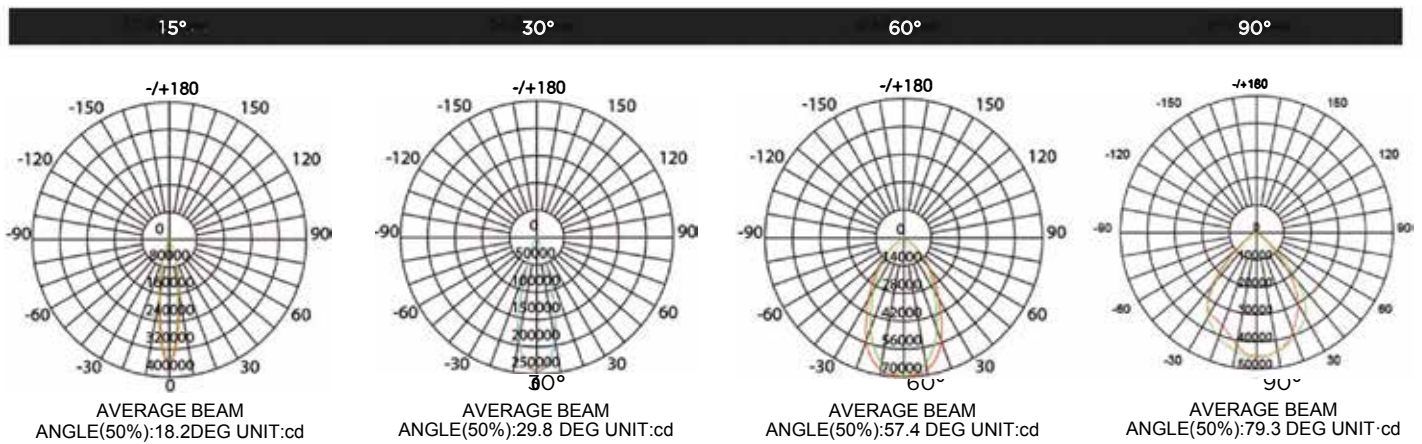 15° 30° 60° 90°
-/+180 -/+180 -/+180 -/+180
-150 150 -150 150 -150 150 -150 150
-120 120 -120 120 -120 120 -120 120
0 0 0 0
-90 90 -90 90 -90 90 -90 90
80000 50000 14000 10000
160000 100000 28000 20000
240000 150000 42000 30000
-60 60 -60 60 -60 60 -60 60
320000 200000 56000 40000
400000 250000 70000 50000
-30 30 -30 30 -30 30 -30 30
0 30° 60° 90°
AVERAGE BEAM AVERAGE BEAM AVERAGE BEAM AVERAGE BEAM
ANGLE(50%):18.2DEG UNIT:cd ANGLE(50%):29.8 DEG UNIT:cd ANGLE(50%):57.4 DEG UNIT:cd ANGLE(50%):79.3 DEG UNIT:cd